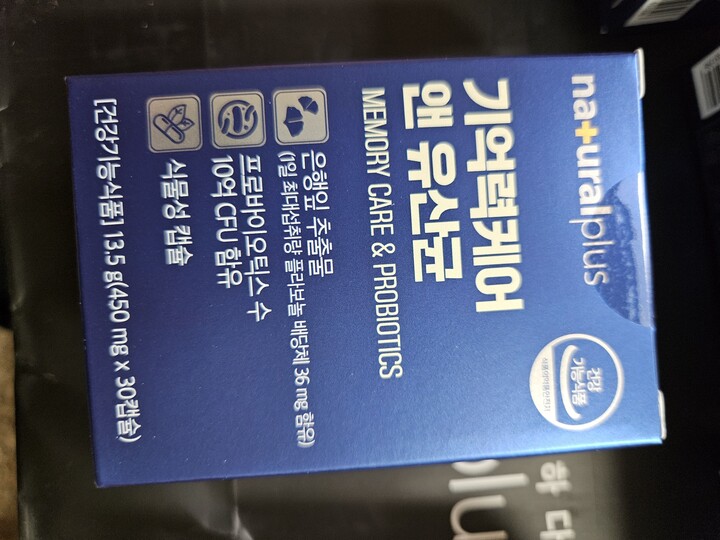 na+uralplus
기억력케어
앤 유산균
MEMORY CARE & PROBIOTICS
건강
기능식품
식품의약품안전처
은행잎 추출물
(1일 최대섭취량 플라보놀 배당체 36 mg 함유)
프로바이오틱스 수
10억 CFU 함유
식물성 캡슐
[건강기능식품] 13.5 g(450 mg x 30캡슐)
하 다
plu